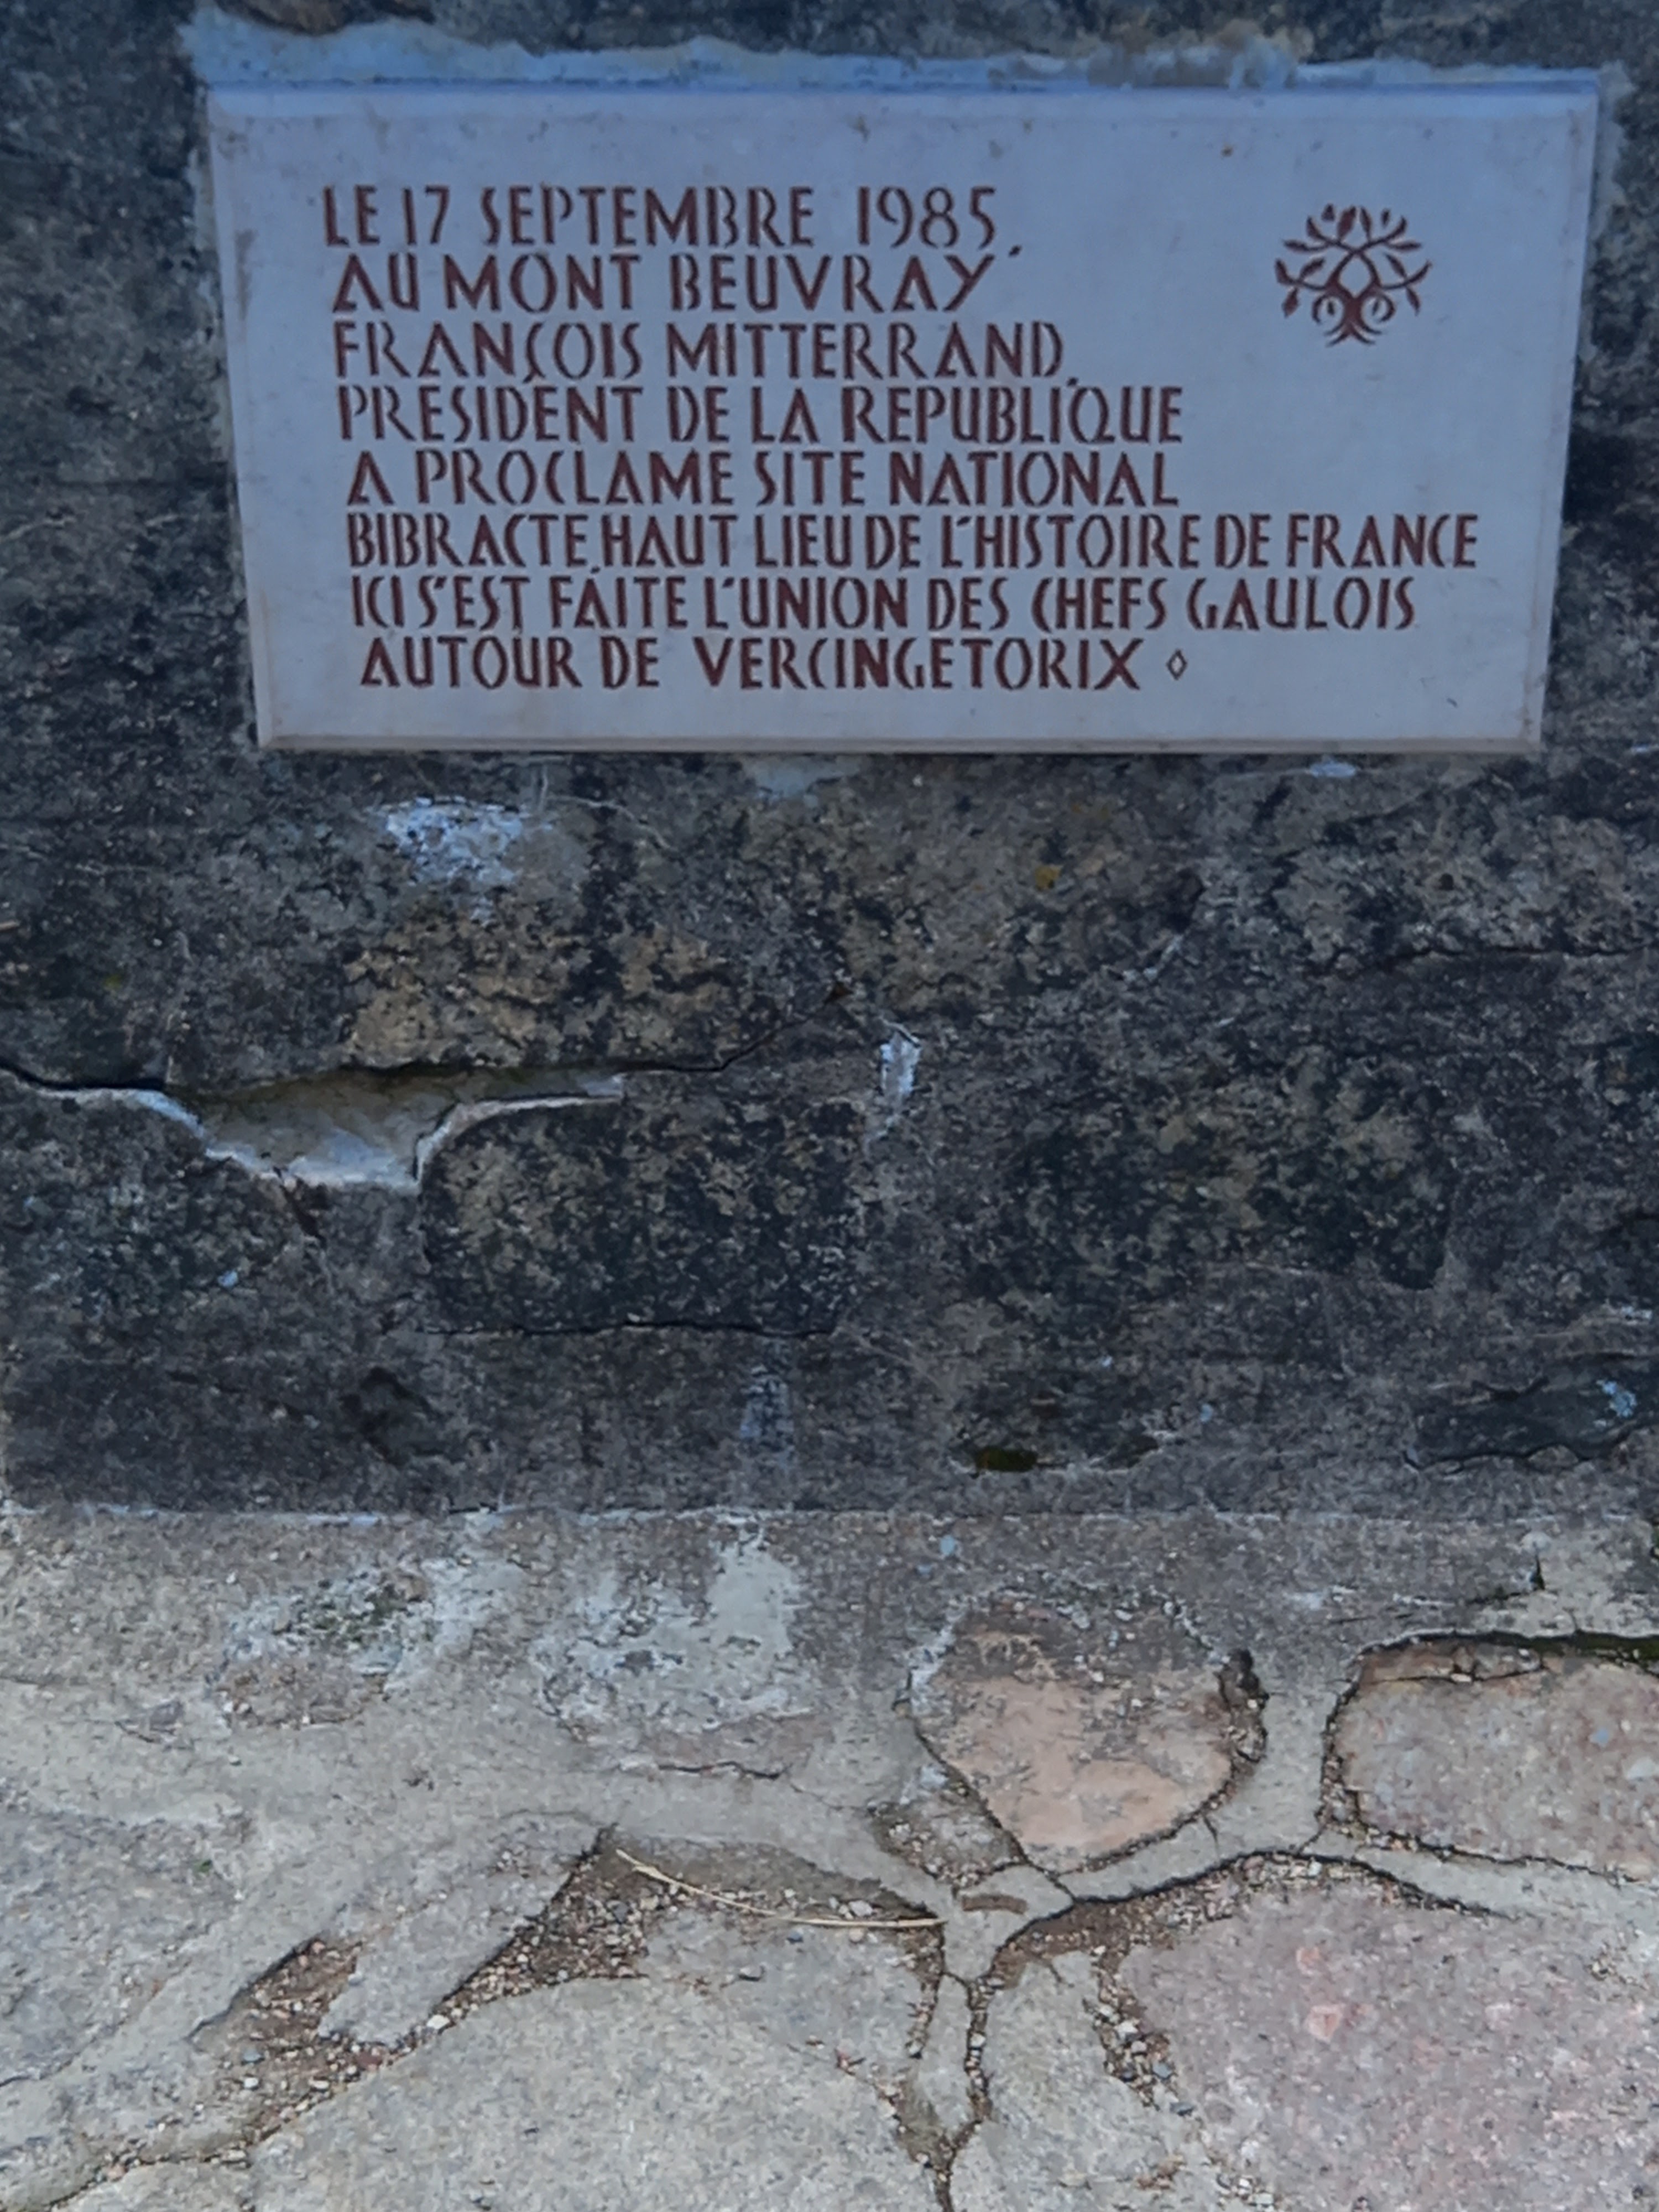 LE 17 SEPTEMBRE 1985,
AU MONT BEUVRAY
FRANÇOIS MITTERRAND,
PRESIDENT DE LA REPUBLIQUE
A PROCLAME SITE NATIONAL
BIBRACTE, HAUT LIEU DE L'HISTOIRE DE FRANCE
ICI S'EST FAITE L'UNION DES CHEFS GAULOIS
AUTOUR DE VERCINGETORIX ◊